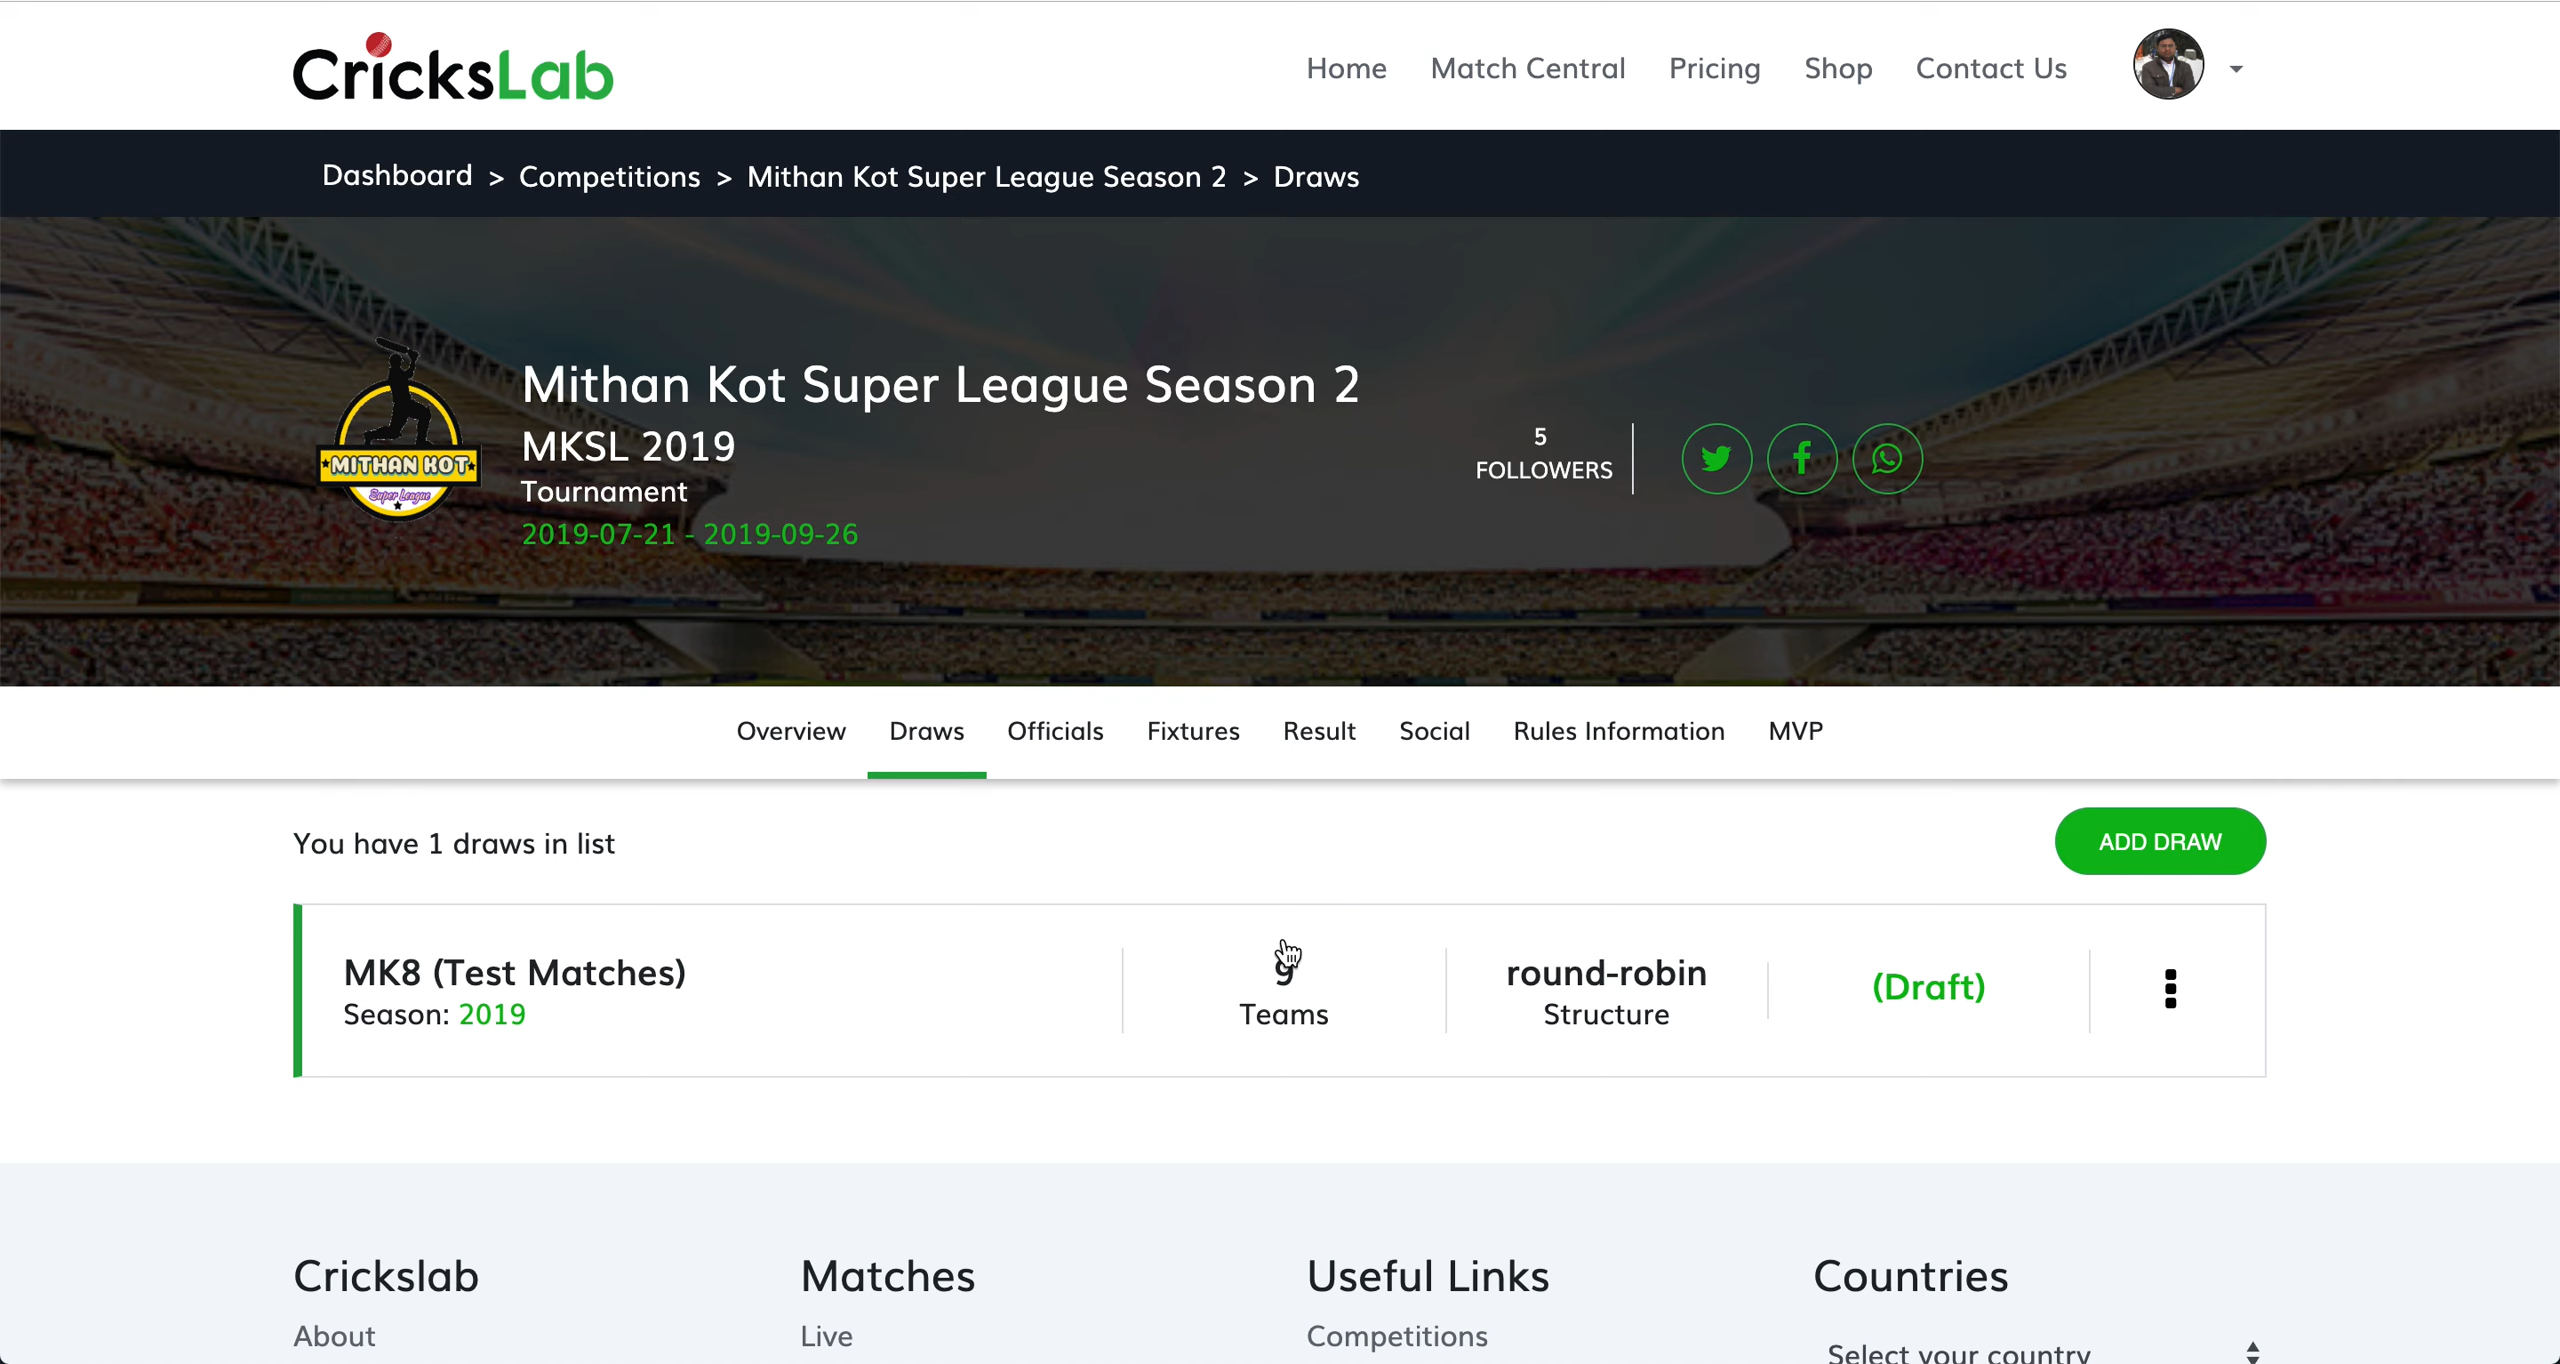 CricksLab
Home Match Central Pricing Shop Contact Us
Dashboard > Competitions > Mithan Kot Super League Season 2 > Draws
MITHAN KOT
Super League
Mithan Kot Super League Season 2
MKSL 2019
Tournament
2019-07-21 - 2019-09-26
5
FOLLOWERS
Overview Draws Officials Fixtures Result Social Rules Information MVP
You have 1 draws in list
ADD DRAW
MK8 (Test Matches)
Season: 2019
9
Teams
round-robin
Structure
(Draft)
Crickslab
About
Matches
Live
Useful Links
Competitions
Countries
Select your country